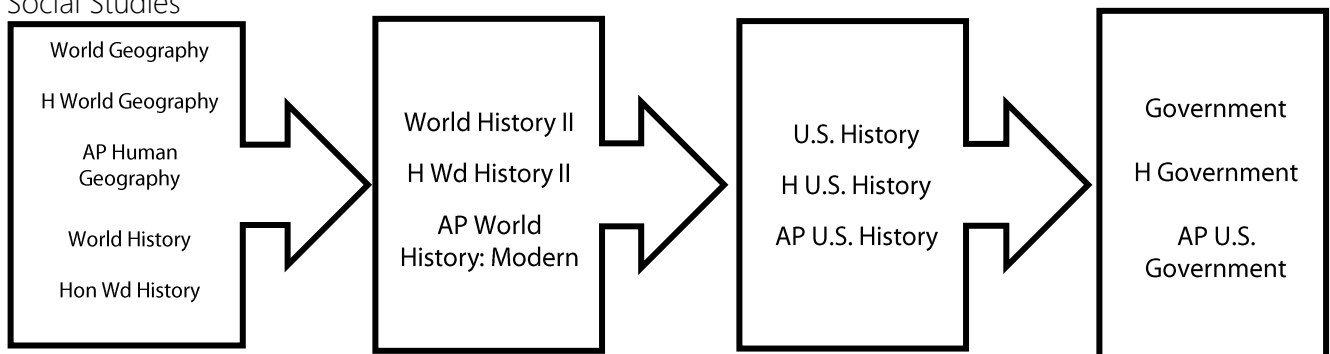 Social Studies
World Geography
H World Geography
AP Human
Geography
World History
Hon Wd History
World History II
H Wd History II
AP World
History: Modern
U.S. History
H U.S. History
AP U.S. History
Government
H Government
AP U.S.
Government